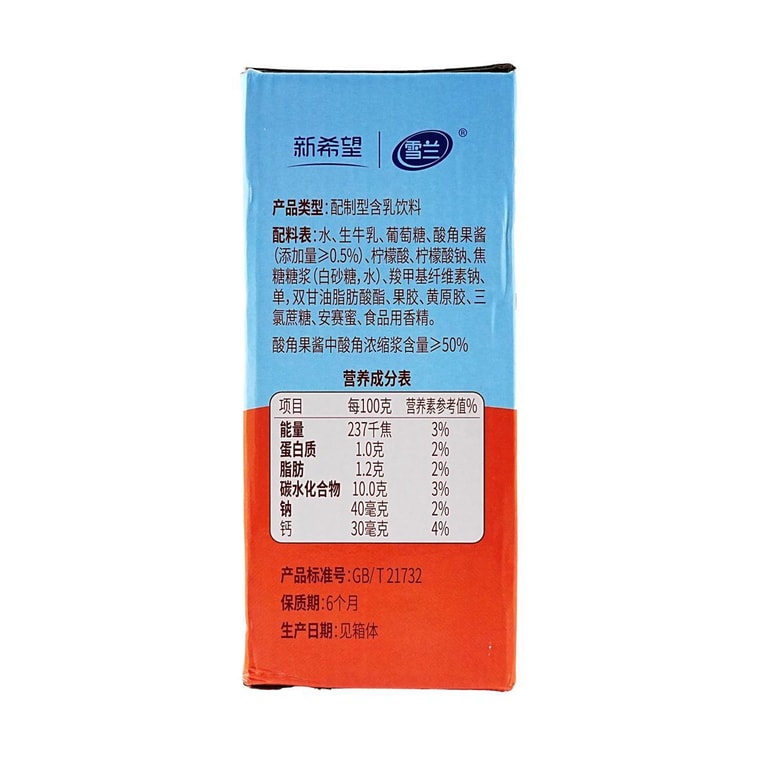 新希望 雪兰®
产品类型：配制型含乳饮料
配料表：水、生牛乳、葡萄糖、酸角果酱
（添加量≥0.5%）、柠檬酸、柠檬酸钠、焦
糖糖浆（白砂糖，水）、羧甲基纤维素钠、
单，双甘油脂肪酸酯、果胶、黄原胶、三
氯蔗糖、安赛蜜、食品用香精。
酸角果酱中酸角浓缩浆含量≥50%
营养成分表
项目 每100克 营养素参考值%
能量 237千焦 3%
蛋白质 1.0克 2%
脂肪 1.2克 2%
碳水化合物 10.0克 3%
钠 40毫克 2%
钙 30毫克 4%
产品标准号：GB/T 21732
保质期：6个月
生产日期：见箱体